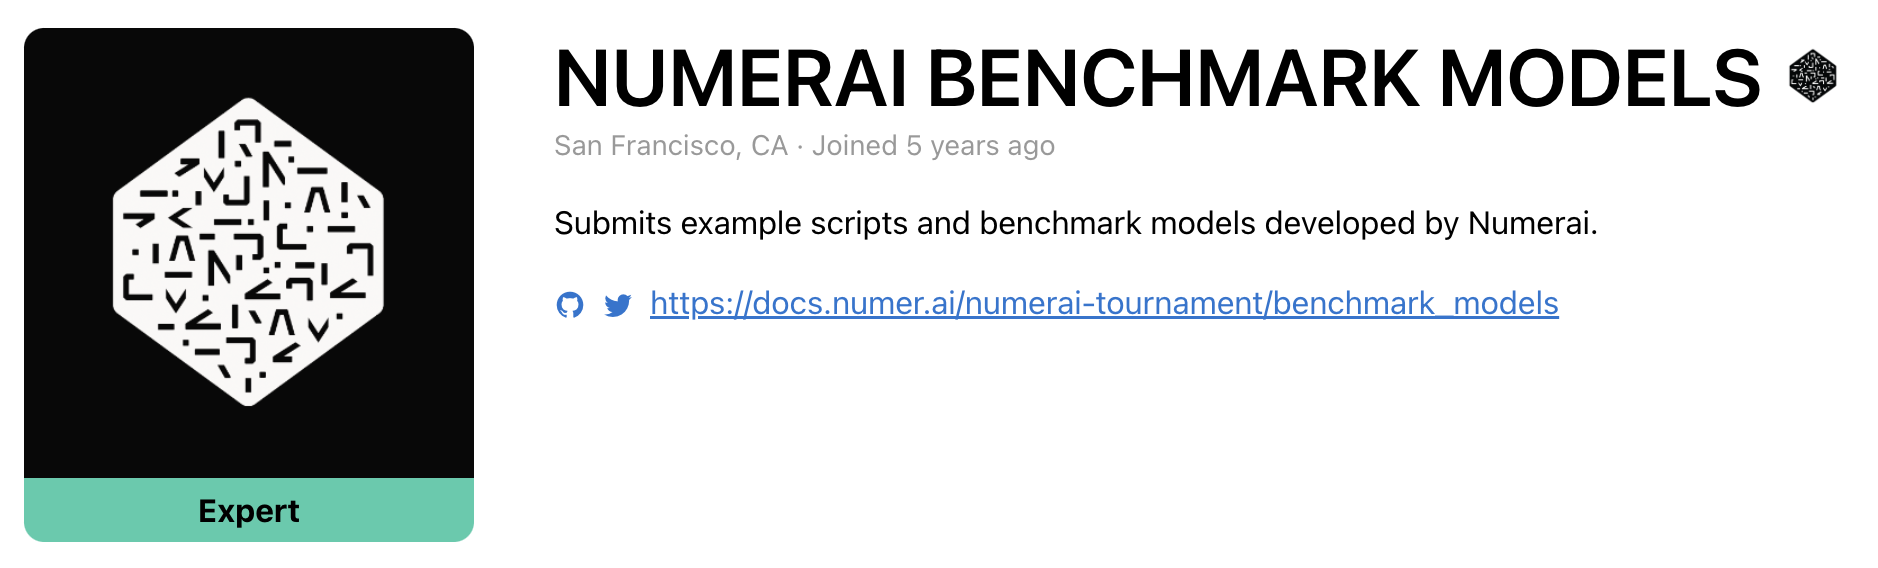 NUMERAI BENCHMARK MODELS
San Francisco, CA · Joined 5 years ago
Submits example scripts and benchmark models developed by Numerai.
https://docs.numer.ai/numerai-tournament/benchmark_models
Expert